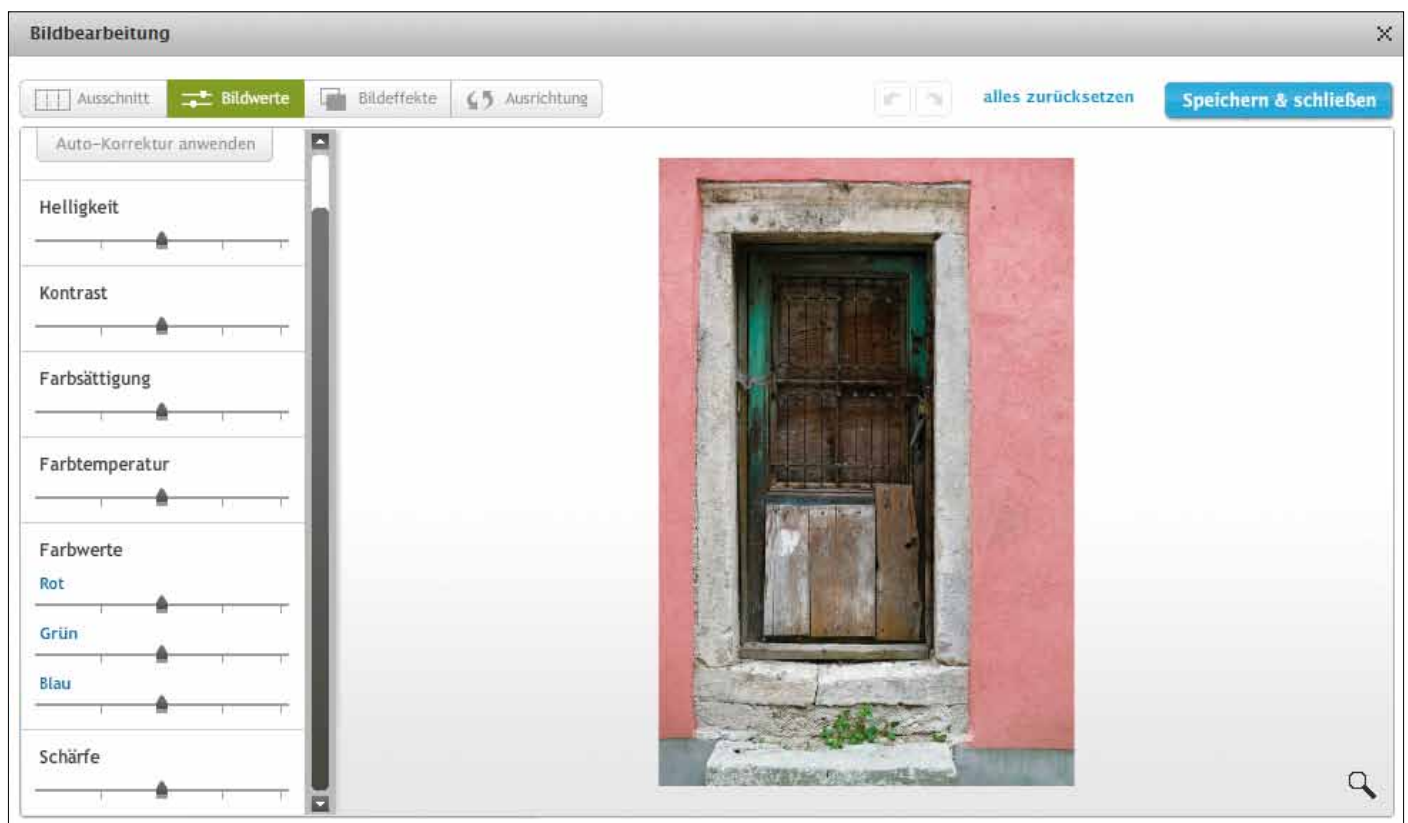 Bildbearbeitung
Ausschnitt Bildwerte Bildeffekte Ausrichtung alles zurücksetzen Speichern & schließen
Auto-Korrektur anwenden
Helligkeit
Kontrast
Farbsättigung
Farbtemperatur
Farbwerte
Rot
Grün
Blau
Schärfe